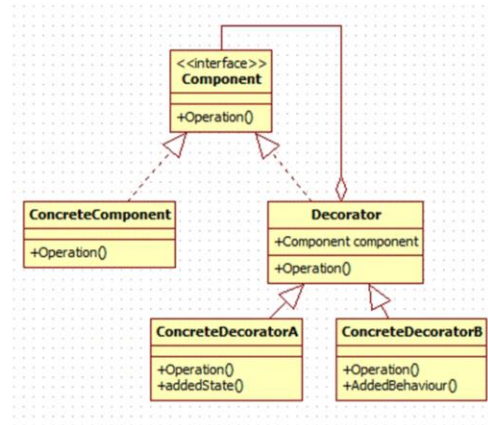 <<interface>>
Component
+Operation()
ConcreteComponent
+Operation()
Decorator
+Component component
+Operation()
ConcreteDecoratorA
+Operation()
+addedState()
ConcreteDecoratorB
+Operation()
+AddedBehaviour()